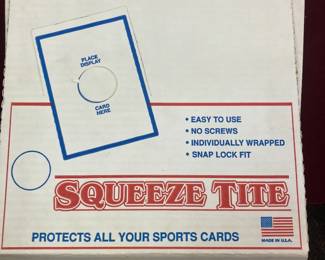 PLACE
DISPLAY
CARD
HERE
• EASY TO USE
• NO SCREWS
• INDIVIDUALLY WRAPPED
• SNAP LOCK FIT
SQUEEZE TITE
PROTECTS ALL YOUR SPORTS CARDS
MADE IN U.S.A.